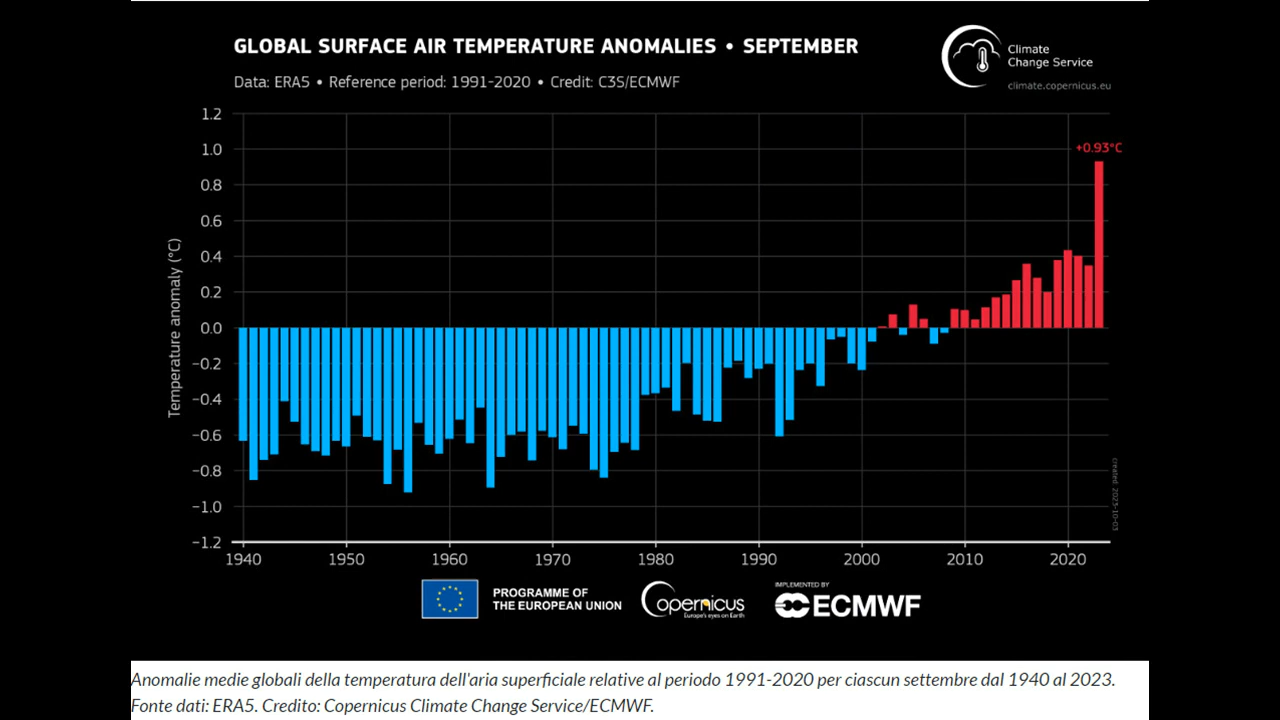 GLOBAL SURFACE AIR TEMPERATURE ANOMALIES • SEPTEMBER
Data: ERA5 • Reference period: 1991-2020 • Credit: C3S/ECMWF
Climate
Change Service
climate.copernicus.eu
+0.93°C
Temperature anomaly (°C)
1.2
1.0
0.8
0.6
0.4
0.2
0.0
−0.2
−0.4
−0.6
−0.8
−1.0
−1.2
1940 1950 1960 1970 1980 1990 2000 2010 2020
created: 2023-10-03
PROGRAMME OF
THE EUROPEAN UNION
Copernicus
Europe's eyes on Earth
IMPLEMENTED BY
ECMWF
Anomalie medie globali della temperatura dell'aria superficiale relative al periodo 1991-2020 per ciascun settembre dal 1940 al 2023.
Fonte dati: ERA5. Credito: Copernicus Climate Change Service/ECMWF.